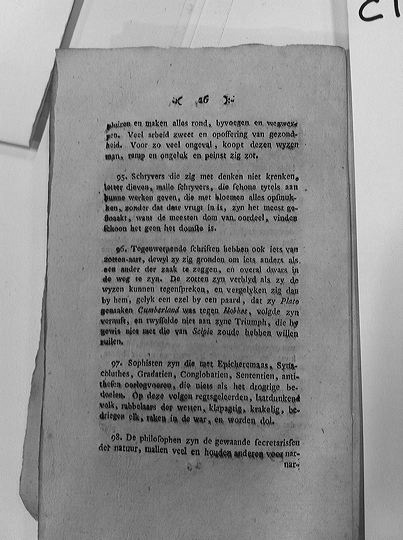 26
pluizen en maken alles rond, byvoegen en wegwer-
pen. Veel arbeid zweet en opoffering van gezond-
heid. Voor zo veel ongeval, koopt dezen wyzen
man, ramp en ongeluk en peinst zig zot.
95. Schryvers die zig met denken niet krenken,
letter dieven, malle schryvers, die schone tytels aan
hunne werken geven, die met bloemen alles opsmuk-
ken, zonder dat daar vrugt in is, zyn het meest ge-
want de meesten dom van oordeel, vinden
schoon het geen het domste is.
96. Tegenwerpende schriften hebben ook iets van
zotten-aart, dewyl zy zig gronden om iets anders als
een ander der zaak te zeggen, en overal dwars in
de weg te zyn. De zotten zyn verblyd als zy de
wyzen kunnen tegenspreken, en vergelyken zig dan
by hem, gelyk een ezel by een paard, dat zy Plato
gemaakt Cumberland was tegen Hobbes, volgde zyn
vernuft, en twyffelde niet aan zyne Triumph, die hy
gewis niet met die van Scipio zoude hebben willen
ruilen.
97. Sophisten zyn die met Epicheremaas,
Gradatien, Conglobatien, Sententien, anti-
thesen oorlogvoeren, die niets als het drogtige be-
doelen. Op deze volgen regtsgeleerden, laatdunkend
volk, rabbelaars der wetten, klapagtig, krakelig, be-
driegen elk, raken in de war, en worden dol.
98. De philosophen zyn de gewaande secretarissen
der natuur, mallen veel en houden anderen voor nar-
nar-